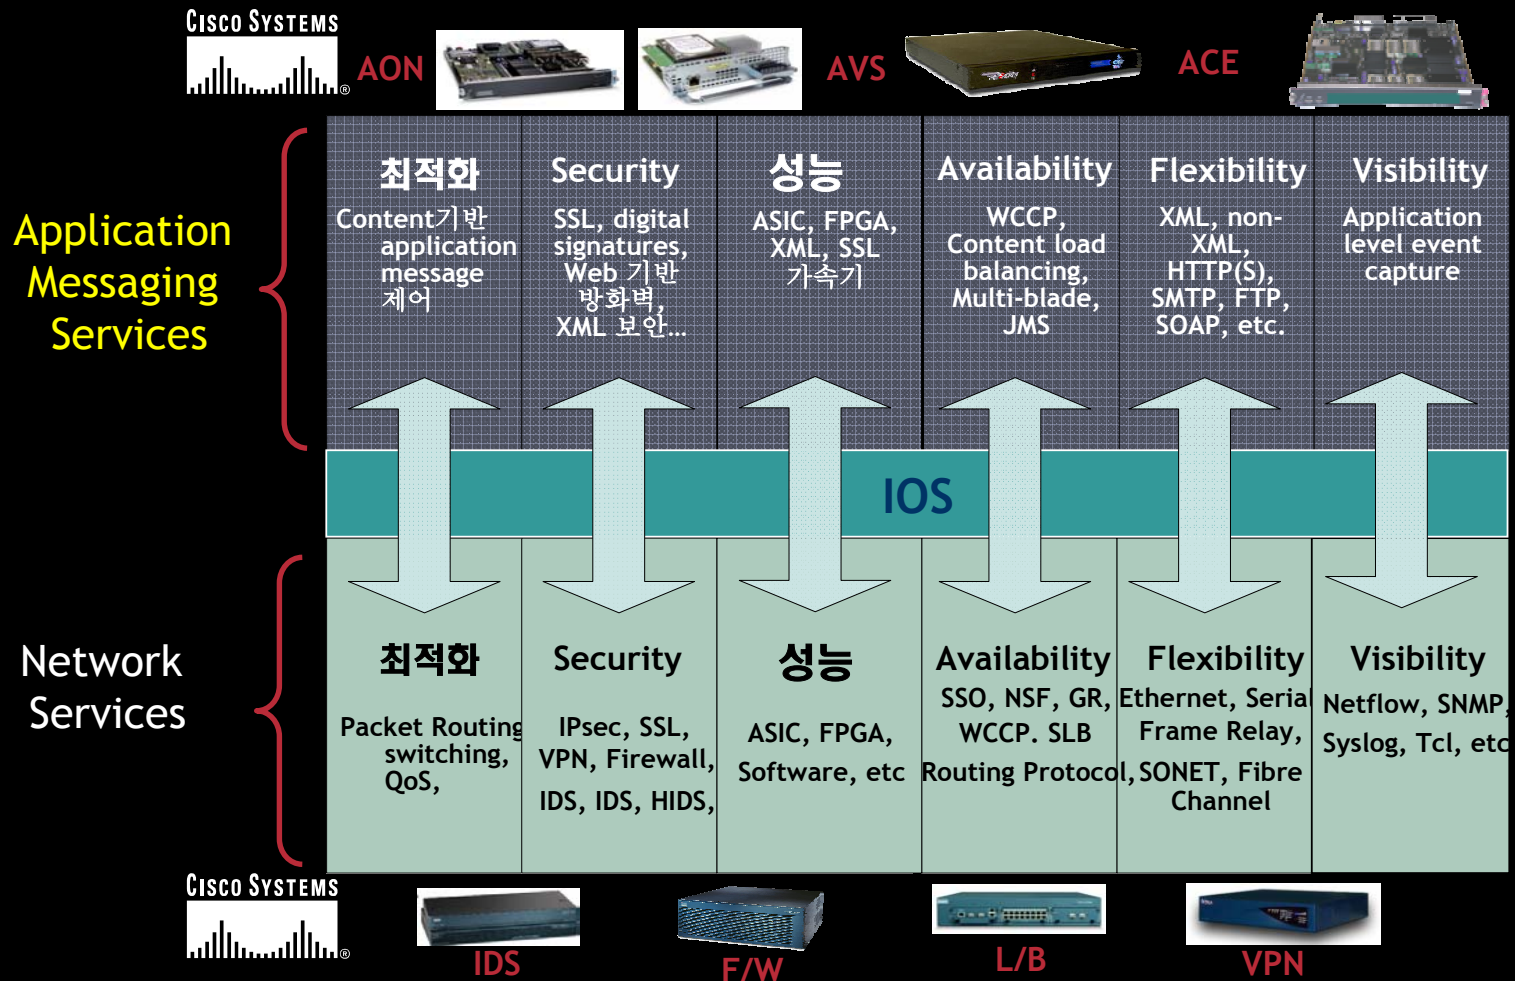 CISCO SYSTEMS
AON
AVS
ACE
Application
Messaging
Services
최적화
Content기반
application
message
제어
Security
SSL, digital
signatures,
Web 기반
방화벽,
XML 보안…
성능
ASIC, FPGA,
XML, SSL
가속기
Availability
WCCP,
Content load
balancing,
Multi-blade,
JMS
Flexibility
XML, non-
XML,
HTTP(S),
SMTP, FTP,
SOAP, etc.
Visibility
Application
level event
capture
IOS
Network
Services
최적화
Packet Routing
switching,
QoS,
Security
IPsec, SSL,
VPN, Firewall,
IDS, IDS, HIDS,
성능
ASIC, FPGA,
Software, etc
Availability
SSO, NSF, GR,
WCCP. SLB
Routing Protocol,
Flexibility
Ethernet, Serial
Frame Relay,
SONET, Fibre
Channel
Visibility
Netflow, SNMP,
Syslog, Tcl, etc
CISCO SYSTEMS
IDS
F/W
L/B
VPN